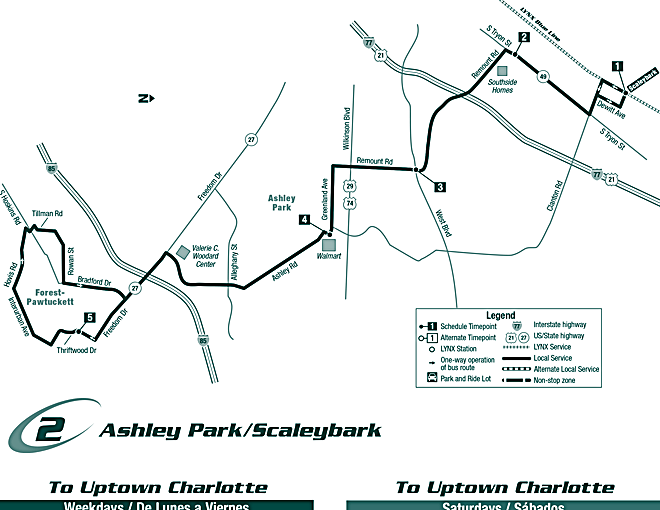 LYNX Blue Line
S Tryon St
2
77
21
Remount Rd
Southside
Homes
49
1
Scaleybark
Dewitt Ave
S Tryon St
N
Wilkinson Blvd
27
77
21
85
Freedom Dr
Remount Rd
3
29
74
Clanton Rd
S Hoskins Rd
Tillman Rd
Ashley
Park
Greenland Ave
West Blvd
4
Valerie C.
Woodard
Center
Walmart
Rowan St
Alleghany St
Ashley Rd
Hovis Rd
Forest-
Pawtuckett
Bradford Dr
27
Interurban Ave
Freedom Dr
5
Thriftwood Dr
85
Legend
1 Schedule Timepoint
1 Alternate Timepoint
LYNX Station
One-way operation
of bus route
Park and Ride Lot
77 Interstate highway
21 27 US/State highway
LYNX Service
Local Service
Alternate Local Service
Non-stop zone
2 Ashley Park/Scaleybark
To Uptown Charlotte
Weekdays / De Lunes a Viernes
To Uptown Charlotte
Saturdays / Sábados